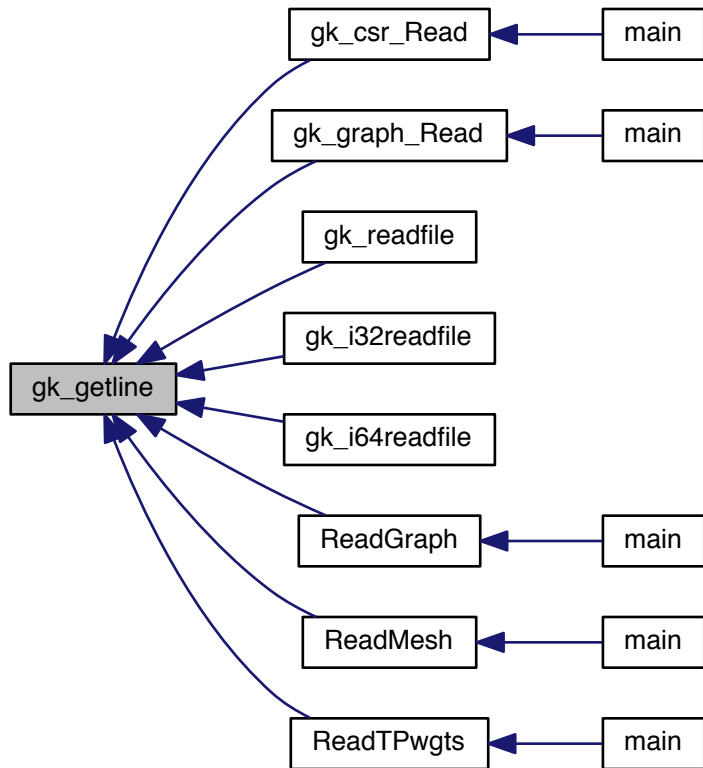 gk_csr_Read
main
gk_graph_Read
main
gk_readfile
gk_i32readfile
gk_getline
gk_i64readfile
ReadGraph
main
ReadMesh
main
ReadTPwgts
main